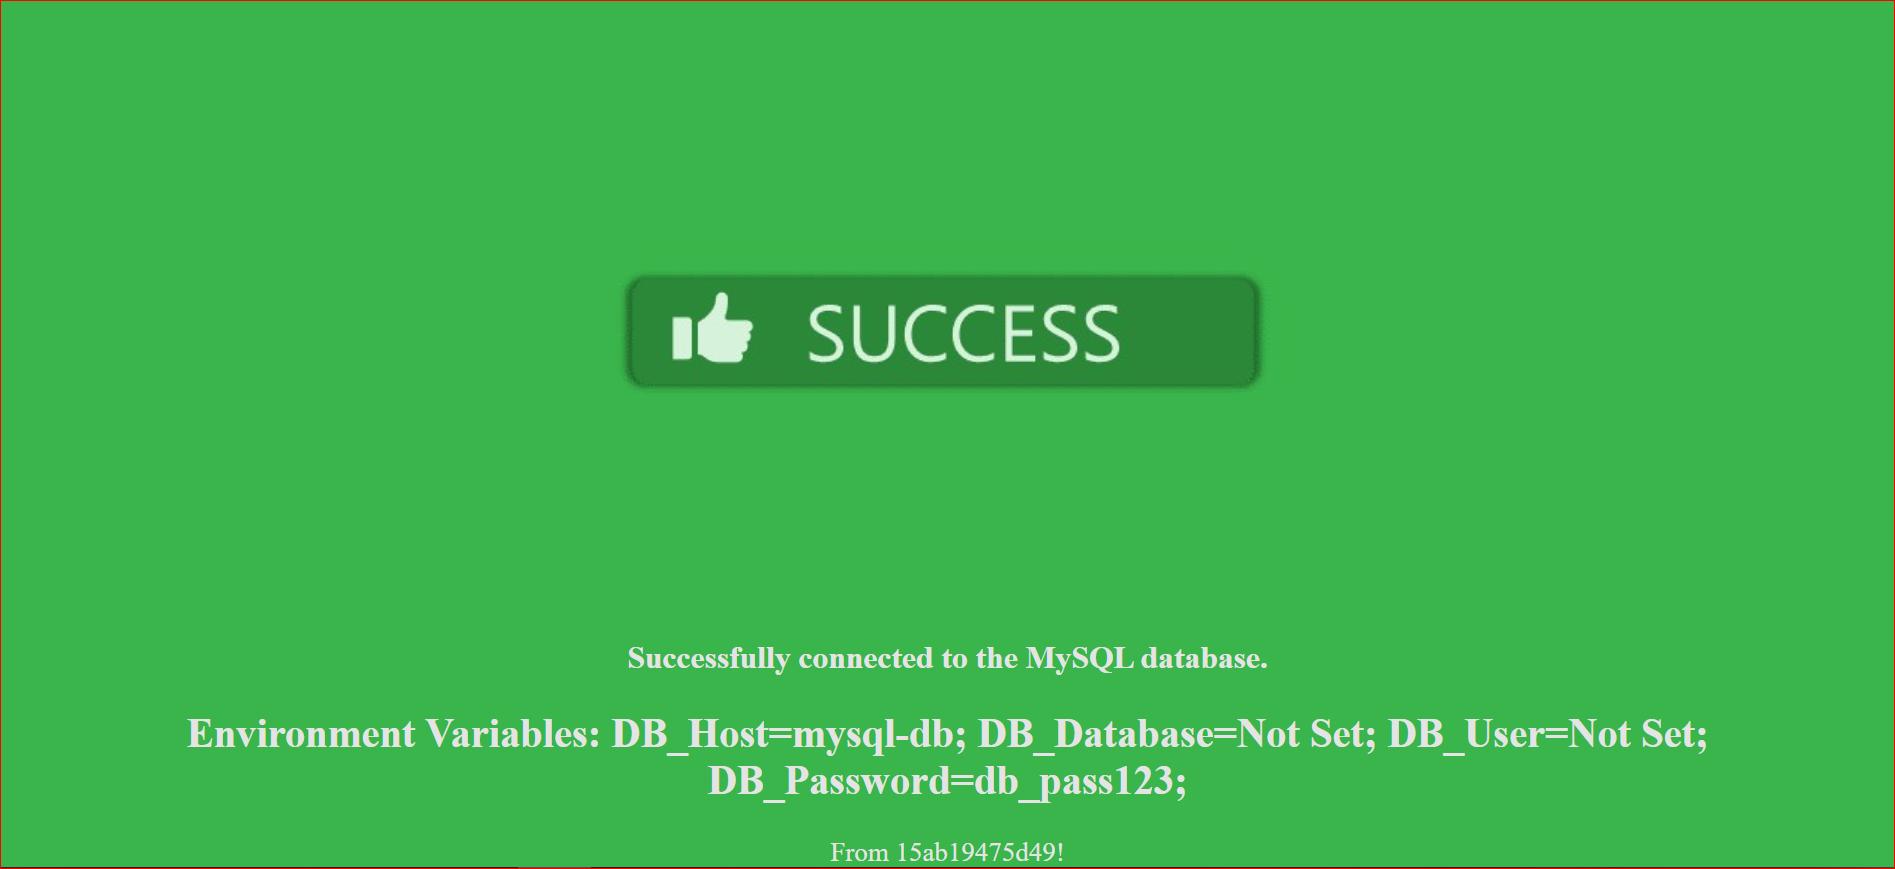 SUCCESS
Successfully connected to the MySQL database.
Environment Variables: DB_Host=mysql-db; DB_Database=Not Set; DB_User=Not Set;
DB_Password=db_pass123;
From 15ab19475d49!